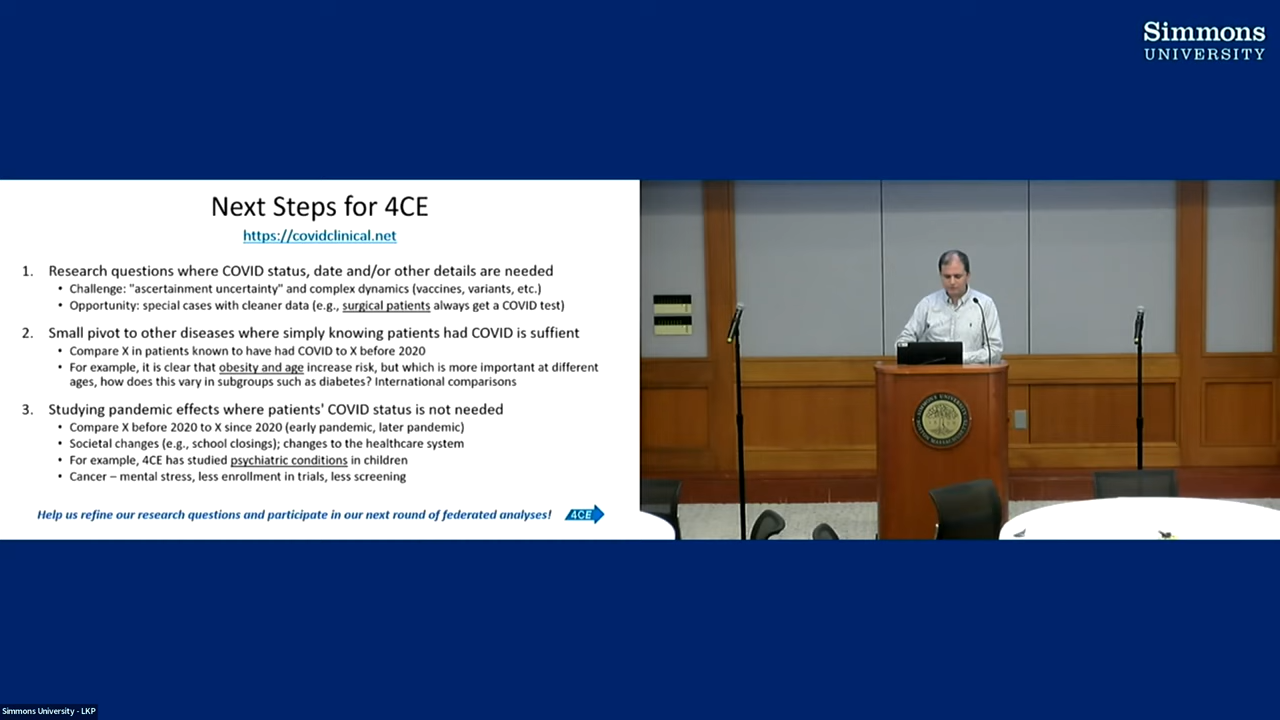 Simmons
UNIVERSITY
Next Steps for 4CE
https://covidclinical.net
1. Research questions where COVID status, date and/or other details are needed
• Challenge: "ascertainment uncertainty" and complex dynamics (vaccines, variants, etc.)
• Opportunity: special cases with cleaner data (e.g., surgical patients always get a COVID test)
2. Small pivot to other diseases where simply knowing patients had COVID is suffient
• Compare X in patients known to have had COVID to X before 2020
• For example, it is clear that obesity and age increase risk, but which is more important at different
ages, how does this vary in subgroups such as diabetes? International comparisons
3. Studying pandemic effects where patients' COVID status is not needed
• Compare X before 2020 to X since 2020 (early pandemic, later pandemic)
• Societal changes (e.g., school closings); changes to the healthcare system
• For example, 4CE has studied psychiatric conditions in children
• Cancer – mental stress, less enrollment in trials, less screening
Help us refine our research questions and participate in our next round of federated analyses!
4CE
Simmons University - LKP